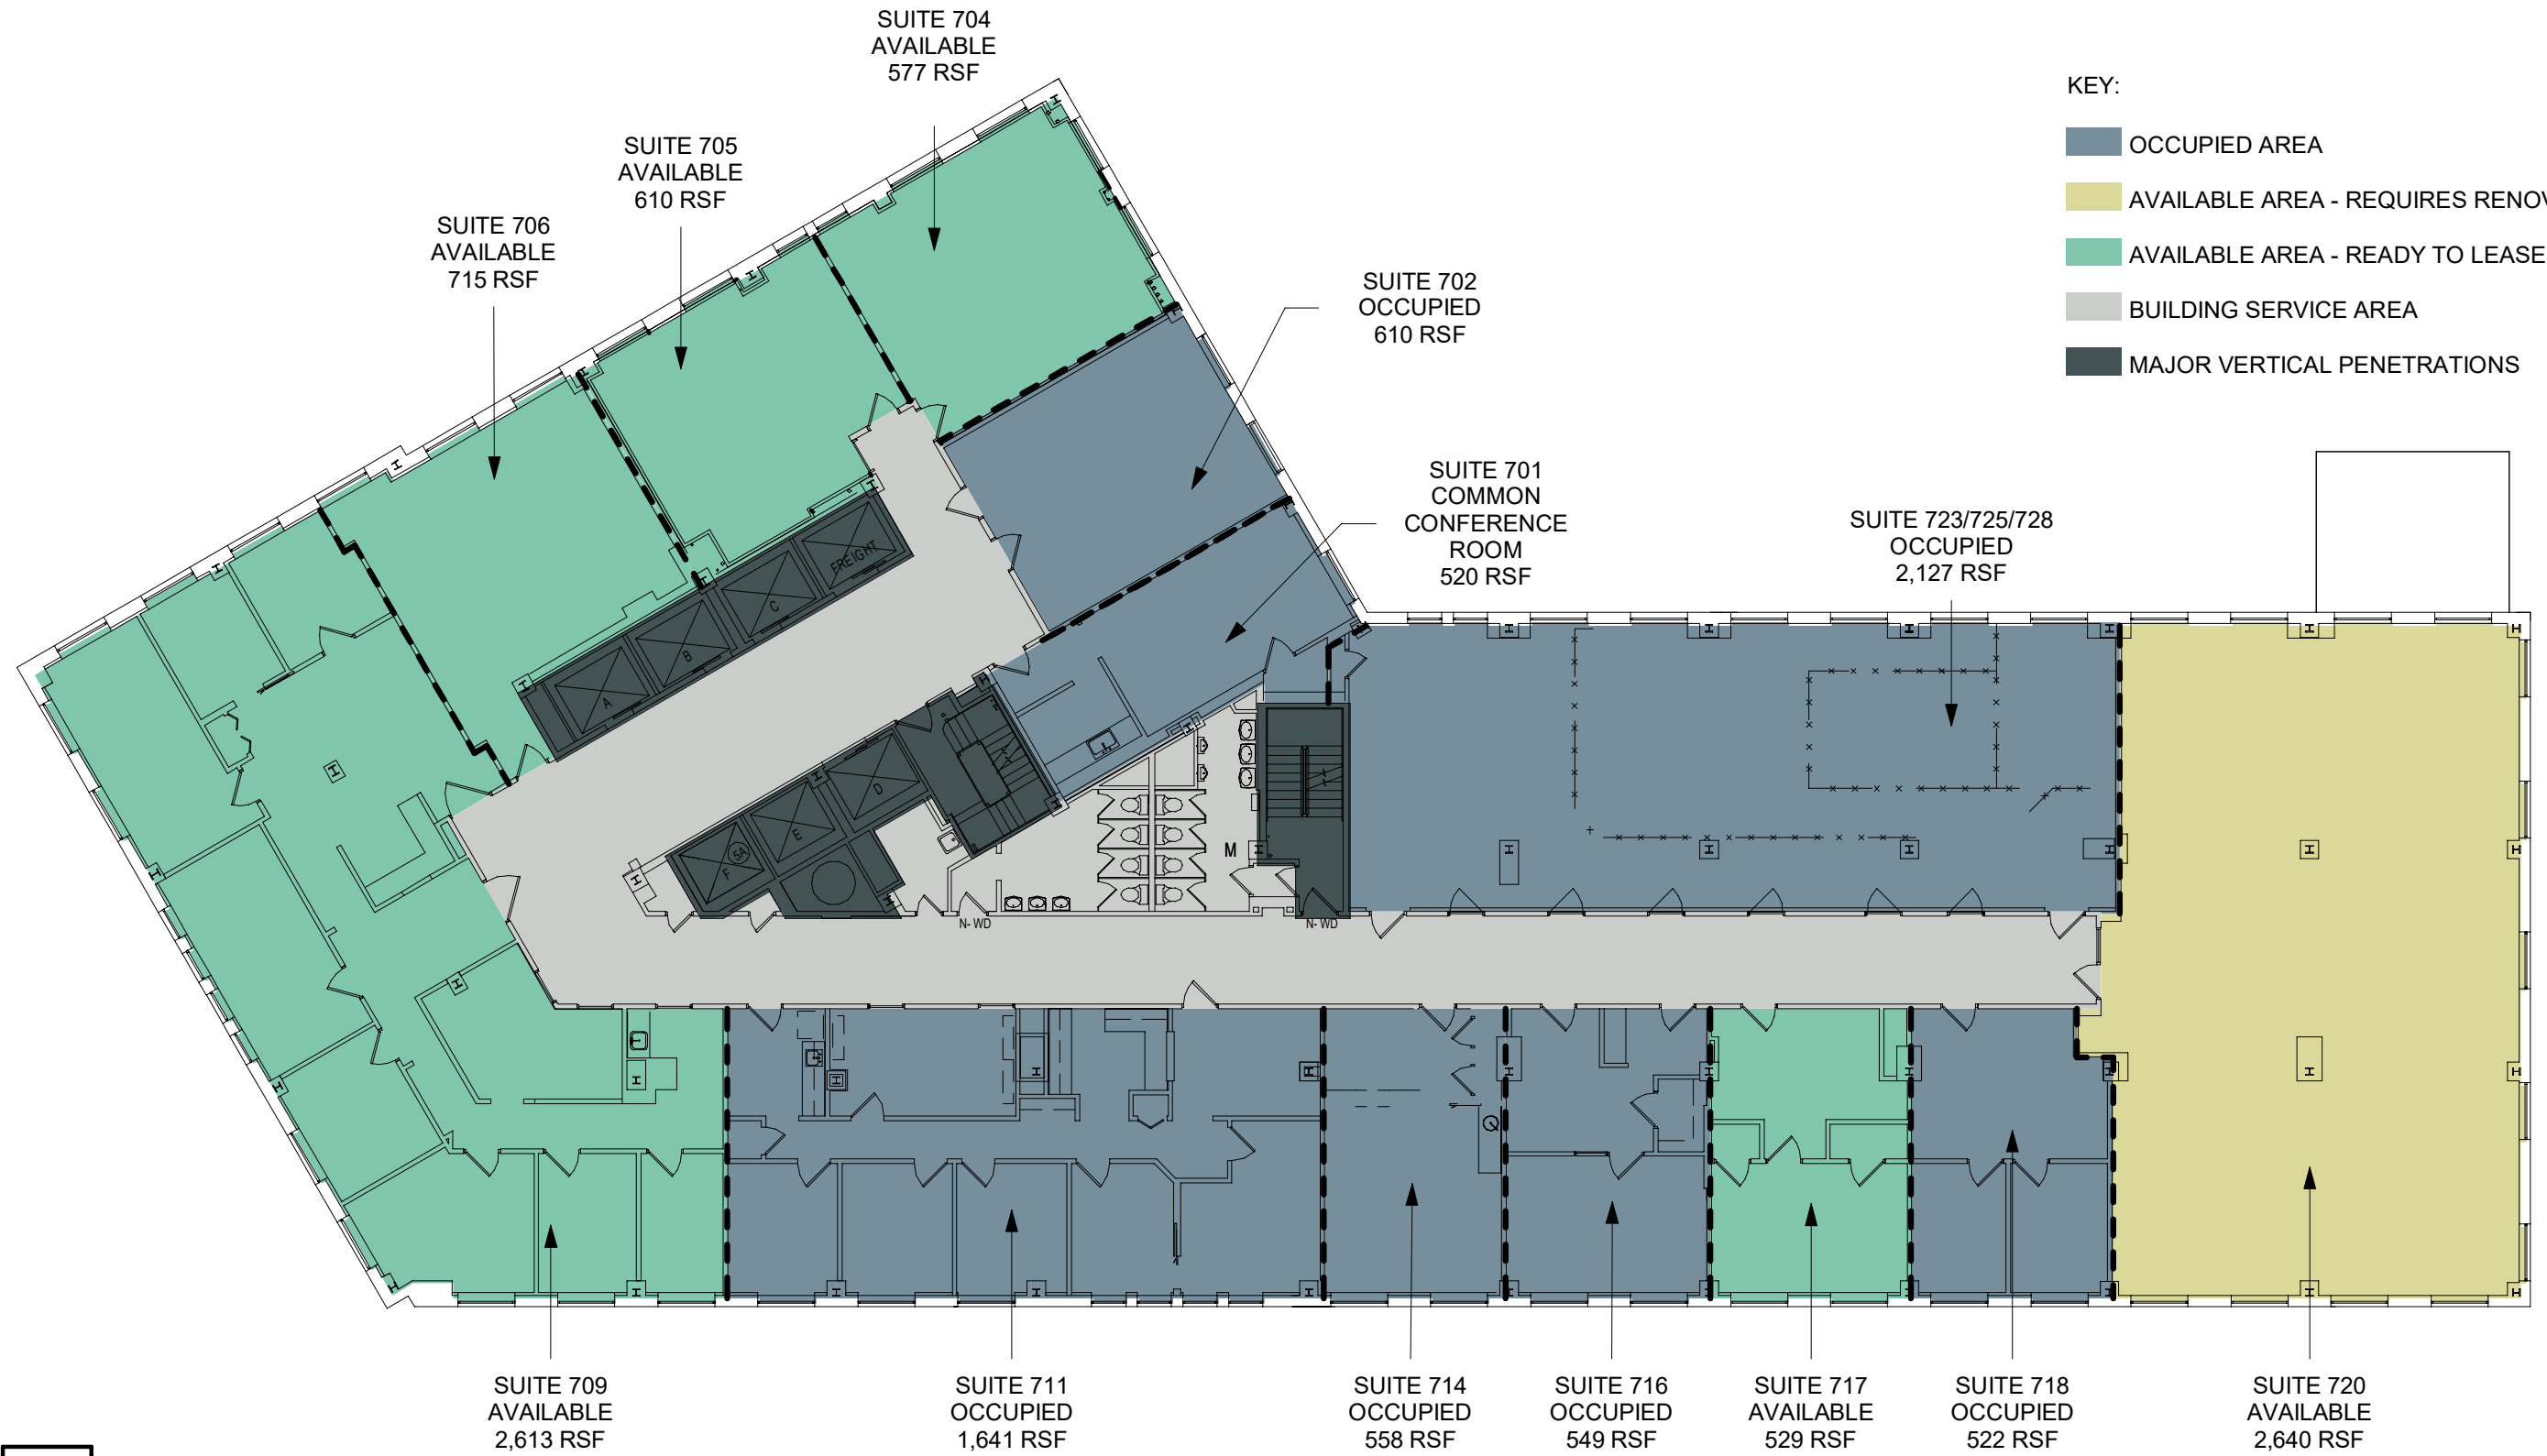 SUITE 704
AVAILABLE
577 RSF
SUITE 705
AVAILABLE
610 RSF
SUITE 706
AVAILABLE
715 RSF
SUITE 702
OCCUPIED
610 RSF
SUITE 701
COMMON
CONFERENCE
ROOM
520 RSF
SUITE 723/725/728
OCCUPIED
2,127 RSF
KEY:
OCCUPIED AREA
AVAILABLE AREA - REQUIRES RENOV
AVAILABLE AREA - READY TO LEASE
BUILDING SERVICE AREA
MAJOR VERTICAL PENETRATIONS
FREIGHT
C
B
A
D
E
F
5A
M
N- WD
N- WD
SUITE 709
AVAILABLE
2,613 RSF
SUITE 711
OCCUPIED
1,641 RSF
SUITE 714
OCCUPIED
558 RSF
SUITE 716
OCCUPIED
549 RSF
SUITE 717
AVAILABLE
529 RSF
SUITE 718
OCCUPIED
522 RSF
SUITE 720
AVAILABLE
2,640 RSF